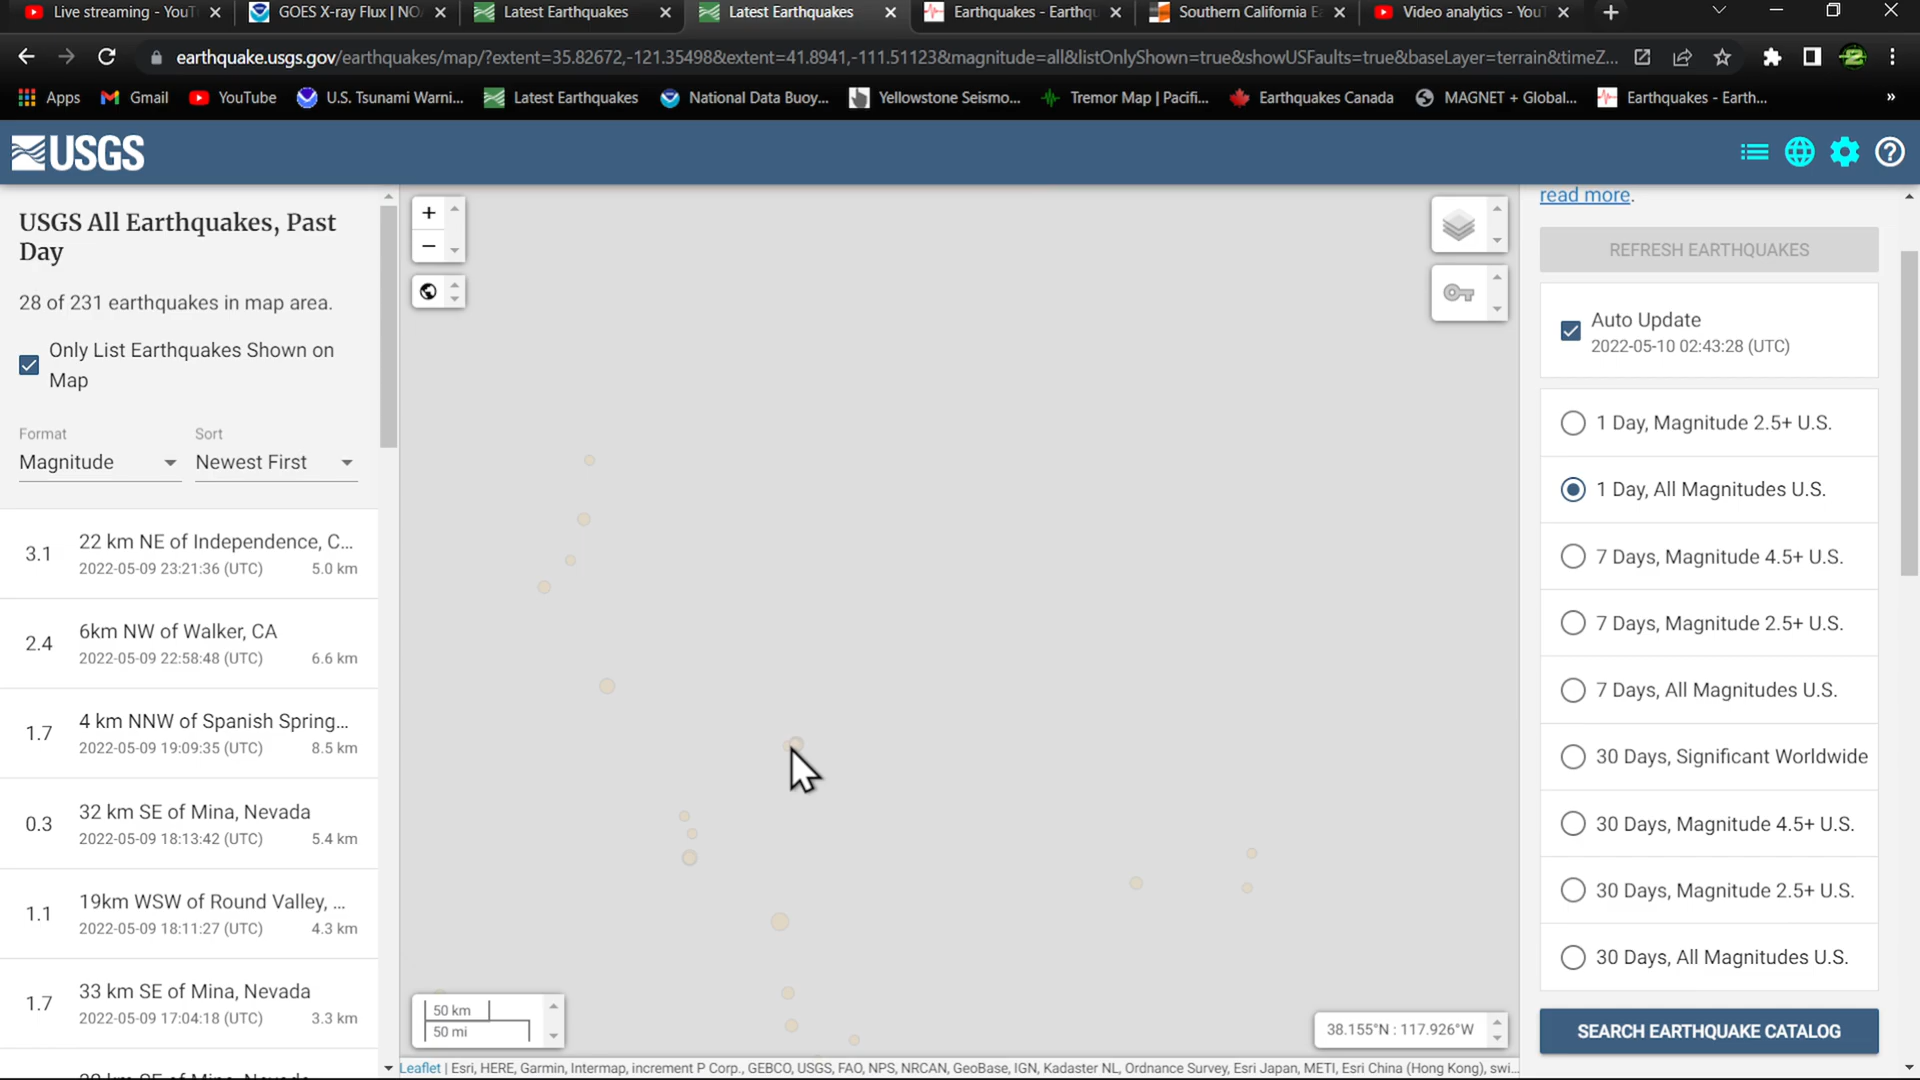 Live streaming - YouT
GOES X-ray Flux | NO
Latest Earthquakes
Latest Earthquakes
Earthquakes - Earthqu
Southern California E
Video analytics - YouT
earthquake.usgs.gov/earthquakes/map/?extent=35.82672,-121.35498&extent=41.8941,-111.51123&magnitude=all&listOnlyShown=true&showUSFaults=true&baseLayer=terrain&timeZ...
Apps
Gmail
YouTube
U.S. Tsunami Warni...
Latest Earthquakes
National Data Buoy...
Yellowstone Seismo...
Tremor Map | Pacifi...
Earthquakes Canada
MAGNET + Global...
Earthquakes - Earth...
»
USGS
USGS All Earthquakes, Past
Day
28 of 231 earthquakes in map area.
Only List Earthquakes Shown on
Map
Format
Sort
Magnitude
Newest First
3.1
22 km NE of Independence, C...
2022-05-09 23:21:36 (UTC)
5.0 km
2.4
6km NW of Walker, CA
2022-05-09 22:58:48 (UTC)
6.6 km
1.7
4 km NNW of Spanish Spring...
2022-05-09 19:09:35 (UTC)
8.5 km
0.3
32 km SE of Mina, Nevada
2022-05-09 18:13:42 (UTC)
5.4 km
1.1
19km WSW of Round Valley, ...
2022-05-09 18:11:27 (UTC)
4.3 km
1.7
33 km SE of Mina, Nevada
2022-05-09 17:04:18 (UTC)
3.3 km
+
−
50 km
50 mi
38.155°N : 117.926°W
Leaflet | Esri, HERE, Garmin, Intermap, increment P Corp., GEBCO, USGS, FAO, NPS, NRCAN, GeoBase, IGN, Kadaster NL, Ordnance Survey, Esri Japan, METI, Esri China (Hong Kong), swi...
read more.
REFRESH EARTHQUAKES
Auto Update
2022-05-10 02:43:28 (UTC)
1 Day, Magnitude 2.5+ U.S.
1 Day, All Magnitudes U.S.
7 Days, Magnitude 4.5+ U.S.
7 Days, Magnitude 2.5+ U.S.
7 Days, All Magnitudes U.S.
30 Days, Significant Worldwide
30 Days, Magnitude 4.5+ U.S.
30 Days, Magnitude 2.5+ U.S.
30 Days, All Magnitudes U.S.
SEARCH EARTHQUAKE CATALOG